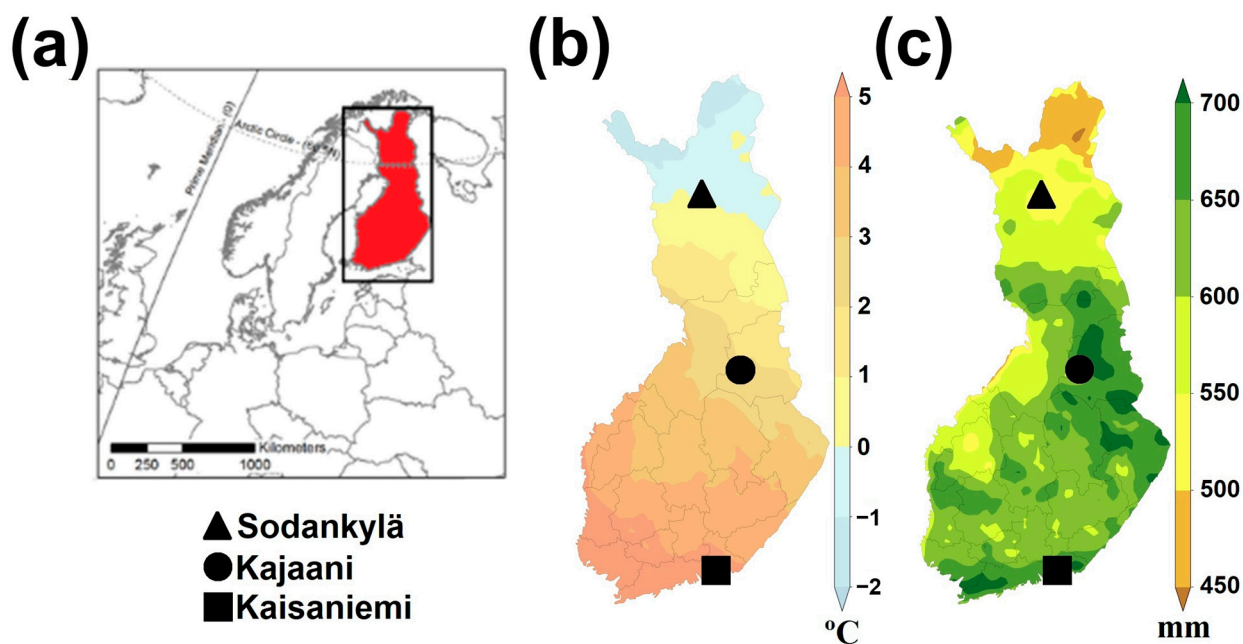 (a)
(b)
(c)
Prime Meridian - (0)
Arctic Circle -
Kilometers
0 250 500 1000
Sodankylä
Kajaani
Kaisaniemi
5
4
3
2
1
0
−1
−2
ºC
700
650
600
550
500
450
mm